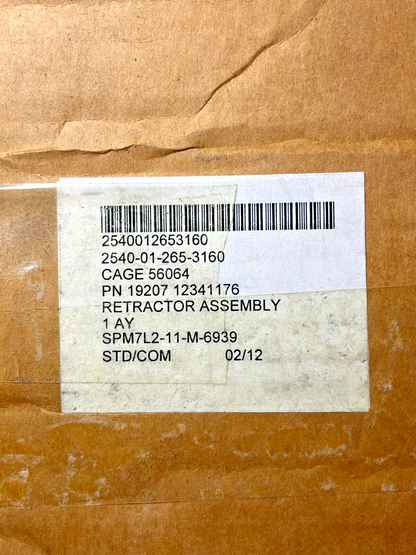 2540012653160
2540-01-265-3160
CAGE 56064
PN 19207 12341176
RETRACTOR ASSEMBLY
1 AY
SPM7L2-11-M-6939
STD/COM 02/12